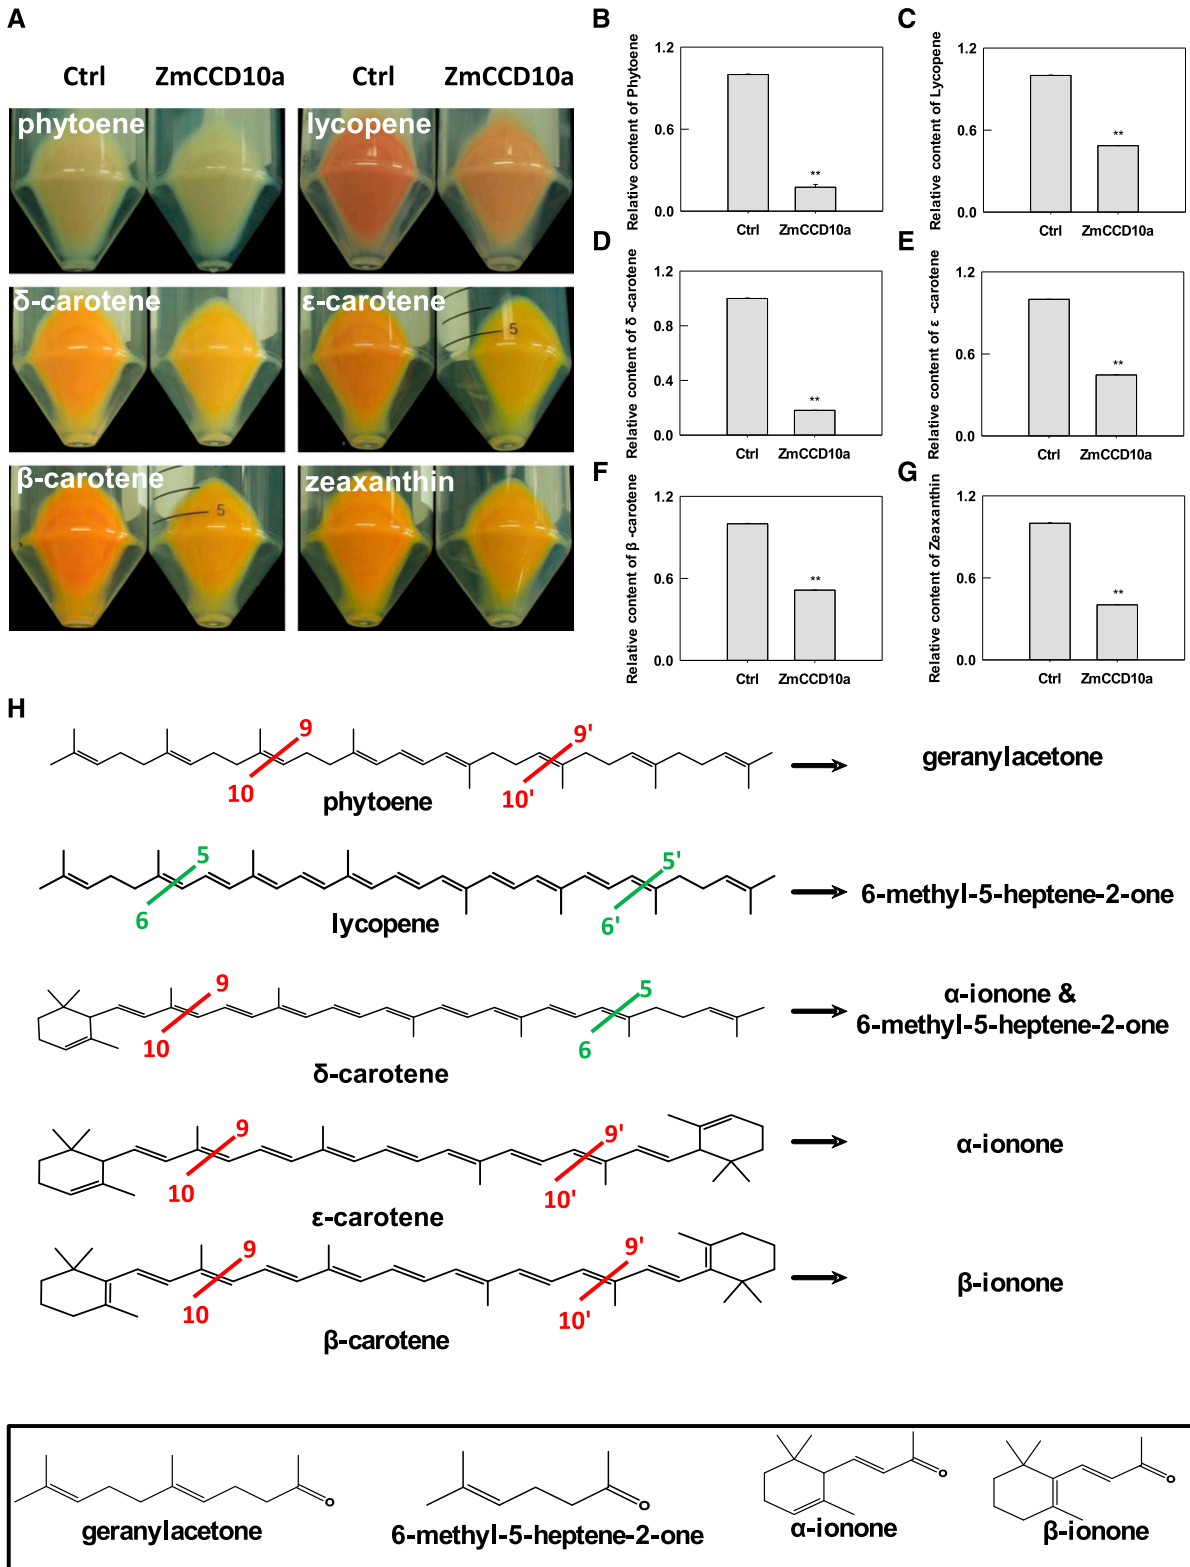 A
Ctrl ZmCCD10a Ctrl ZmCCD10a
phytoene lycopene
δ-carotene ε-carotene
5
β-carotene zeaxanthin
5
B
Relative content of Phytoene
1.2
0.6
0.0
**
Ctrl ZmCCD10a
C
Relative content of Lycopene
1.2
0.6
0.0
**
Ctrl ZmCCD10a
D
Relative content of δ -carotene
1.2
0.8
0.4
0.0
**
Ctrl ZmCCD10a
E
Relative content of ε -carotene
1.2
0.6
0.0
**
Ctrl ZmCCD10a
F
Relative content of β -carotene
1.2
0.6
0.0
**
Ctrl ZmCCD10a
G
Relative content of Zeaxanthin
1.2
0.6
0.0
**
Ctrl ZmCCD10a
H
9 9'
10 10'
phytoene
geranylacetone
5 5'
6 6'
lycopene
6-methyl-5-heptene-2-one
9 5
10 6
δ-carotene
α-ionone &
6-methyl-5-heptene-2-one
9 9'
10 10'
ε-carotene
α-ionone
9 9'
10 10'
β-carotene
β-ionone
o
geranylacetone
o
6-methyl-5-heptene-2-one
o
α-ionone
o
β-ionone